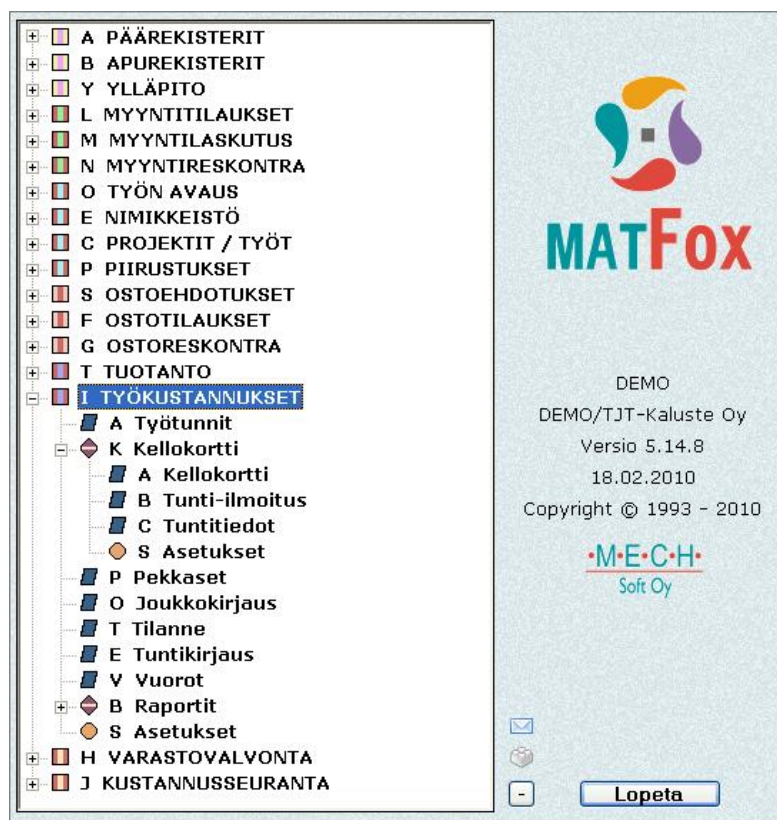 A PÄÄREKISTERIT
B APUREKISTERIT
Y YLLÄPITO
L MYYNTITILAUKSET
M MYYNTILASKUTUS
N MYYNTIRESKONTRA
O TYÖN AVAUS
E NIMIKKEISTÖ
C PROJEKTIT / TYÖT
P PIIRUSTUKSET
S OSTOEHDOTUKSET
F OSTOTILAUKSET
G OSTORESKONTRA
T TUOTANTO
I TYÖKUSTANNUKSET
A Työtunnit
K Kellokortti
A Kellokortti
B Tunti-ilmoitus
C Tuntitiedot
S Asetukset
P Pekkaset
O Joukkokirjaus
T Tilanne
E Tuntikirjaus
V Vuorot
B Raportit
S Asetukset
H VARASTOVALVONTA
J KUSTANNUSSEURANTA
MATFOX
DEMO
DEMO/TJT-Kaluste Oy
Versio 5.14.8
18.02.2010
Copyright © 1993 - 2010
·M·E·C·H·
Soft Oy
-
Lopeta